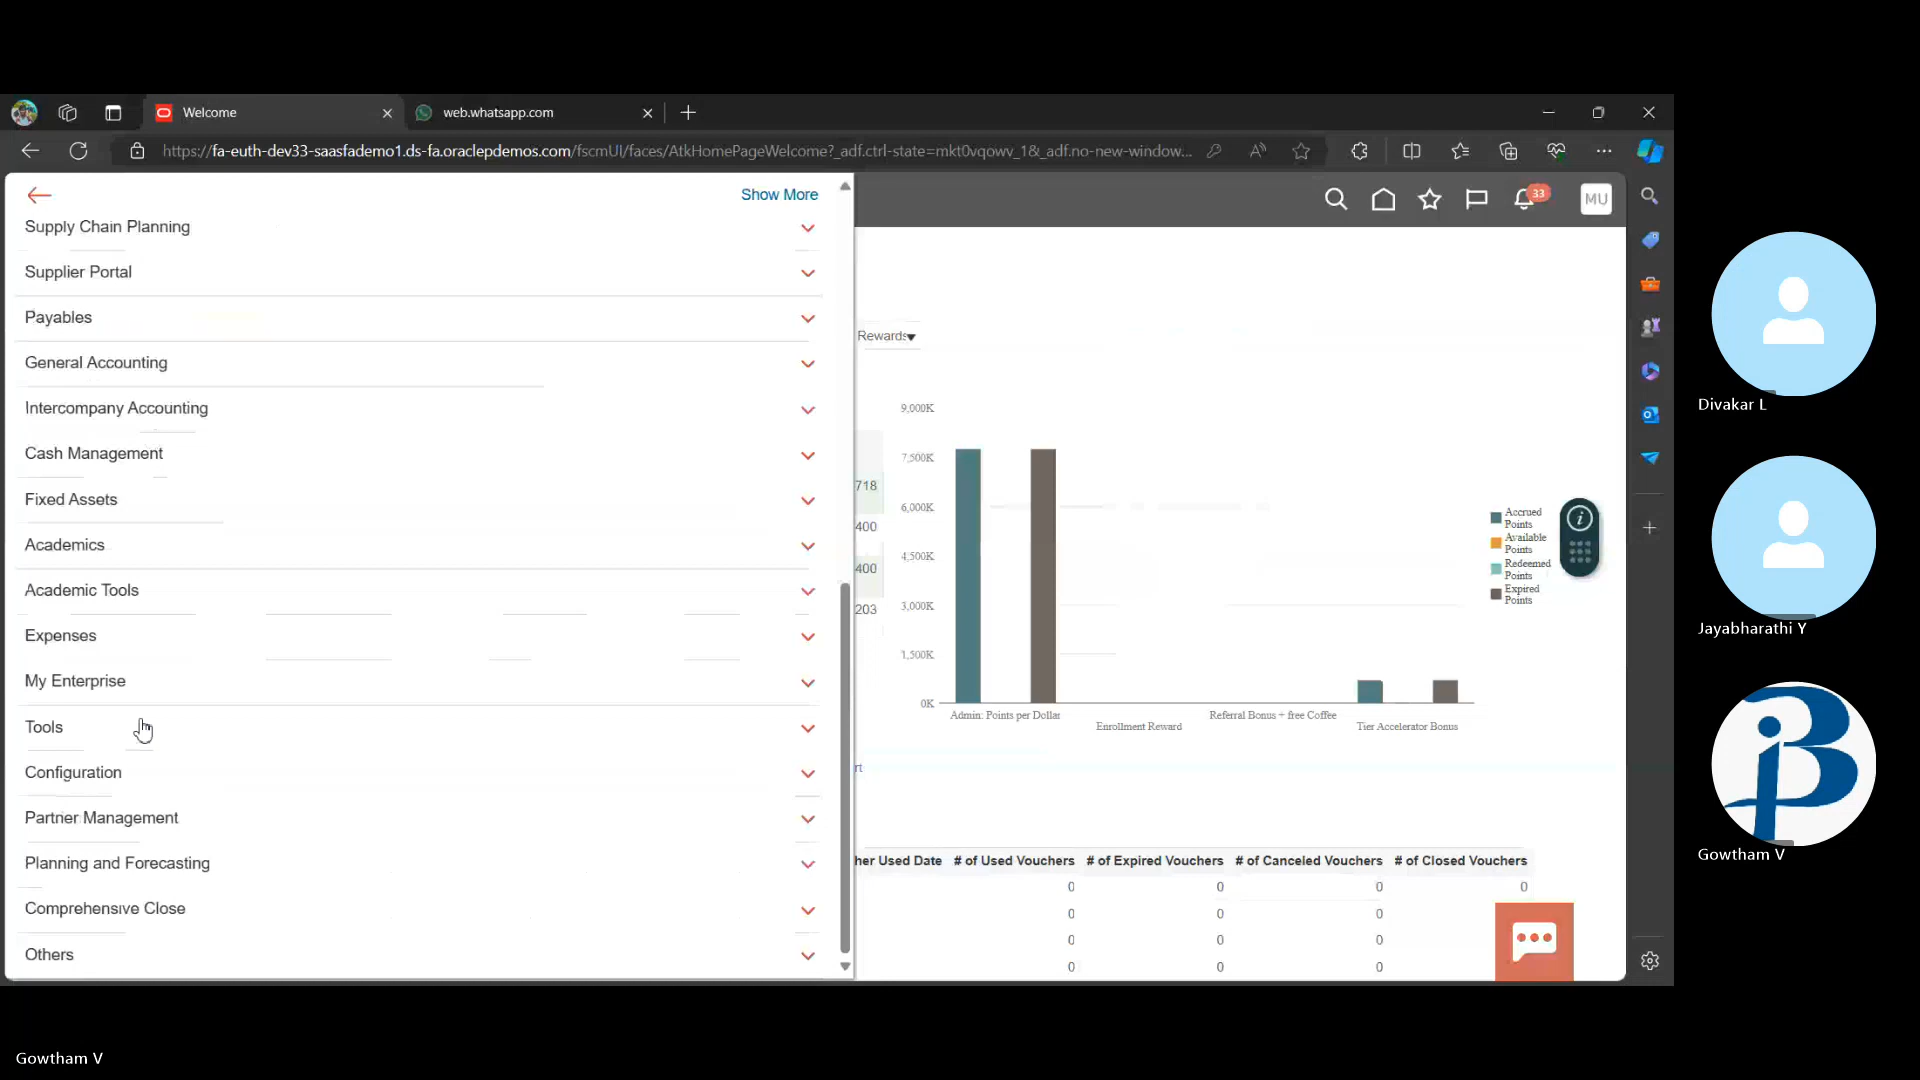 Welcome
web.whatsapp.com
https://fa-euth-dev33-saasfademo1.ds-fa.oraclepdemos.com/fscmUI/faces/AtkHomePageWelcome?_adf.ctrl-state=mkt0vqowv_1&_adf.no-new-window...
Show More
33
MU
Supply Chain Planning
Supplier Portal
Payables
General Accounting
Intercompany Accounting
Cash Management
Fixed Assets
Academics
Academic Tools
Expenses
My Enterprise
Tools
Configuration
Partner Management
Planning and Forecasting
Comprehensive Close
Others
Rewards
718
400
400
203
9,000K
7,500K
6,000K
4,500K
3,000K
1,500K
0K
Admin: Points per Dollar
Enrollment Reward
Referral Bonus + free Coffee
Tier Accelerator Bonus
Accrued Points
Available Points
Redeemed Points
Expired Points
rt
her Used Date # of Used Vouchers # of Expired Vouchers # of Canceled Vouchers # of Closed Vouchers
0 0 0 0
0 0 0
0 0 0
0 0 0
Divakar L
Jayabharathi Y
Gowtham V
Gowtham V